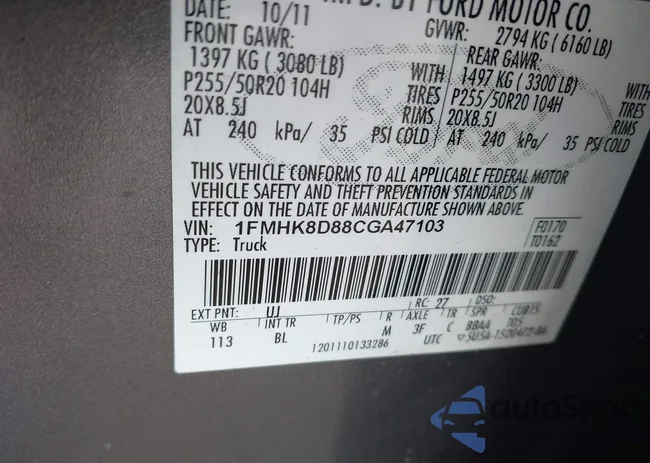 DATE: 10/11
MFD. BY FORD MOTOR CO.
FRONT GAWR:
GVWR: 2794 KG ( 6160 LB)
1397 KG ( 3080 LB)
P255/50R20 104H
20X8.5J
AT 240 kPa/ 35 PSI COLD
WITH
TIRES
RIMS
REAR GAWR:
1497 KG ( 3300 LB)
P255/50R20 104H
20X8.5J
AT 240 kPa/ 35 PSI COLD
WITH
TIRES
RIMS
THIS VEHICLE CONFORMS TO ALL APPLICABLE FEDERAL MOTOR
VEHICLE SAFETY AND THEFT PREVENTION STANDARDS IN
EFFECT ON THE DATE OF MANUFACTURE SHOWN ABOVE.
VIN: 1FMHK8D88CGA47103
F0170
T0162
TYPE: Truck
EXT PNT: UJ RC: 27 DSO:
WB INT TR TP/PS R AXLE TR SPR
113 BL M 3F C 8BAA
1201110133286 UTC
autoShop